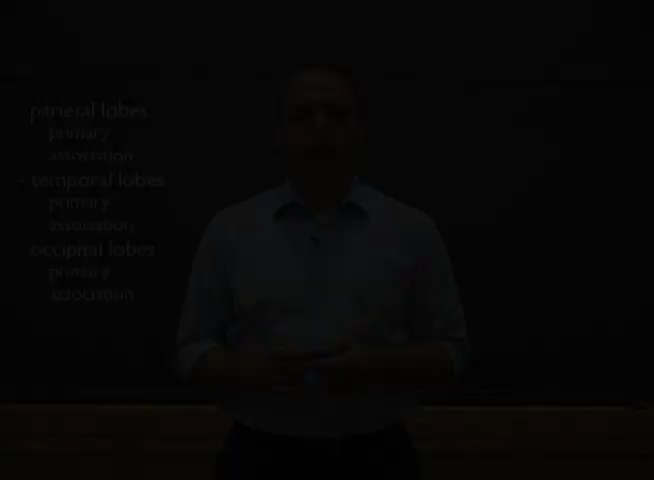 parietal lobes
primary
association
- temporal lobes
primary
association
occipital lobes
primary
association